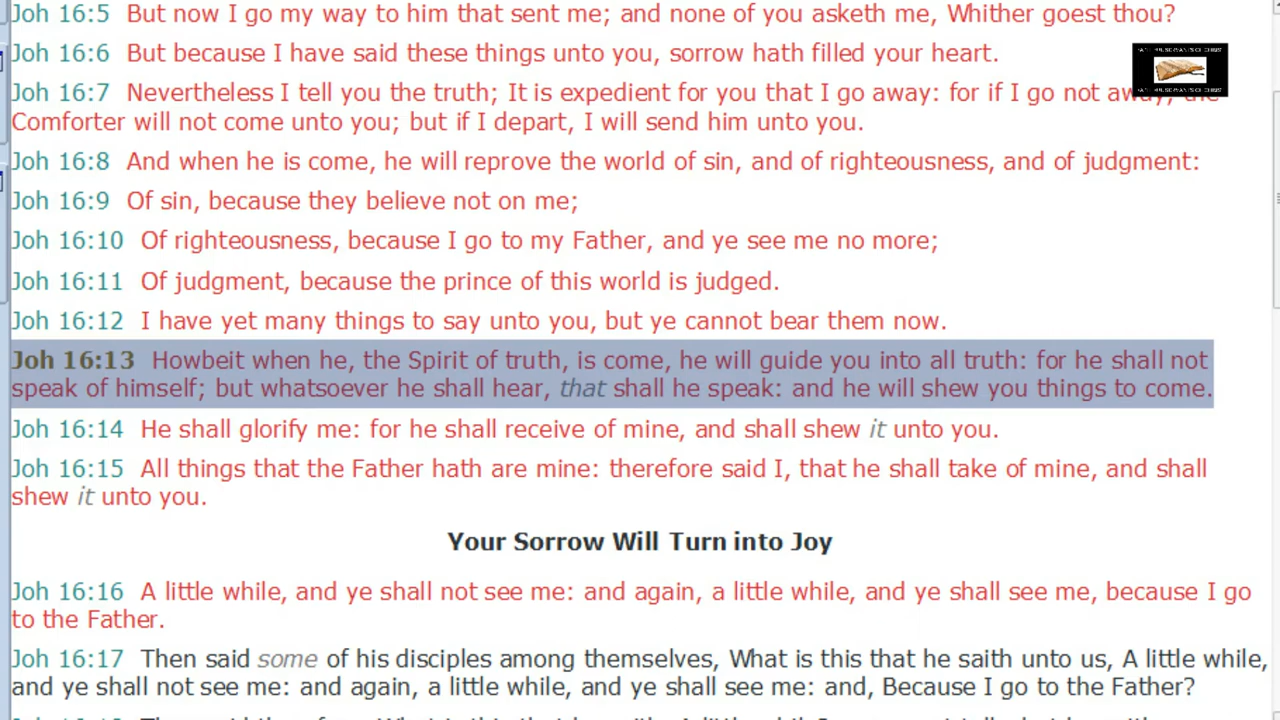 Joh 16:5 But now I go my way to him that sent me; and none of you asketh me, Whither goest thou?
Joh 16:6 But because I have said these things unto you, sorrow hath filled your heart.
Joh 16:7 Nevertheless I tell you the truth; It is expedient for you that I go away: for if I go not away, the
Comforter will not come unto you; but if I depart, I will send him unto you.
Joh 16:8 And when he is come, he will reprove the world of sin, and of righteousness, and of judgment:
Joh 16:9 Of sin, because they believe not on me;
Joh 16:10 Of righteousness, because I go to my Father, and ye see me no more;
Joh 16:11 Of judgment, because the prince of this world is judged.
Joh 16:12 I have yet many things to say unto you, but ye cannot bear them now.
Joh 16:13 Howbeit when he, the Spirit of truth, is come, he will guide you into all truth: for he shall not
speak of himself; but whatsoever he shall hear, that shall he speak: and he will shew you things to come.
Joh 16:14 He shall glorify me: for he shall receive of mine, and shall shew it unto you.
Joh 16:15 All things that the Father hath are mine: therefore said I, that he shall take of mine, and shall
shew it unto you.
Your Sorrow Will Turn into Joy
Joh 16:16 A little while, and ye shall not see me: and again, a little while, and ye shall see me, because I go
to the Father.
Joh 16:17 Then said some of his disciples among themselves, What is this that he saith unto us, A little while,
and ye shall not see me: and again, a little while, and ye shall see me: and, Because I go to the Father?